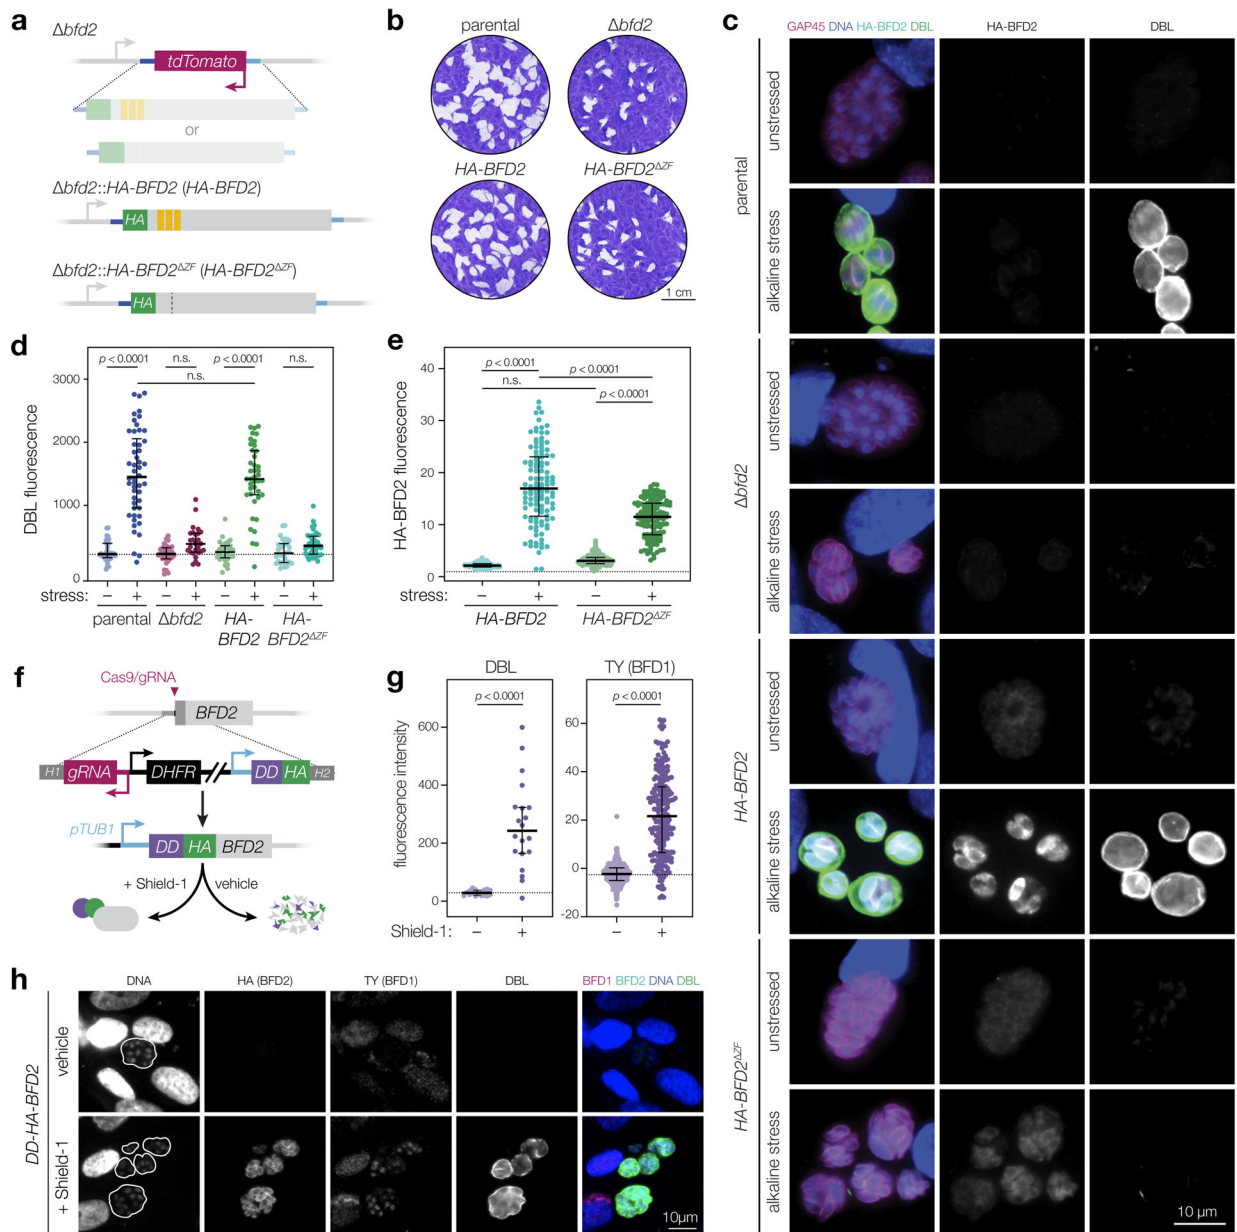 a
Δbfd2
tdTomato
or
Δbfd2::HA-BFD2 (HA-BFD2)
HA
Δbfd2::HA-BFD2ΔZF (HA-BFD2ΔZF)
HA
b
parental
Δbfd2
HA-BFD2
HA-BFD2ΔZF
1 cm
c
GAP45 DNA HA-BFD2 DBL
HA-BFD2
DBL
parental
unstressed
alkaline stress
Δbfd2
unstressed
alkaline stress
HA-BFD2
unstressed
alkaline stress
HA-BFD2ΔZF
unstressed
alkaline stress
10 µm
d
DBL fluorescence
3000
2000
1000
0
p < 0.0001
n.s.
p < 0.0001
n.s.
n.s.
stress: − + − + − + − +
parental
Δbfd2
HA-
BFD2
HA-
BFD2ΔZF
e
HA-BFD2 fluorescence
40
30
20
10
0
p < 0.0001
n.s.
p < 0.0001
p < 0.0001
stress: − + − +
HA-BFD2
HA-BFD2ΔZF
f
Cas9/gRNA
BFD2
H1
gRNA
DHFR
DD
HA
H2
pTUB1
DD
HA
BFD2
+ Shield-1
vehicle
g
DBL
p < 0.0001
fluorescence intensity
600
400
200
0
TY (BFD1)
p < 0.0001
60
40
20
0
-20
Shield-1: − + − +
h
DNA
HA (BFD2)
TY (BFD1)
DBL
BFD1 BFD2 DNA DBL
DD-HA-BFD2
vehicle
+ Shield-1
10µm